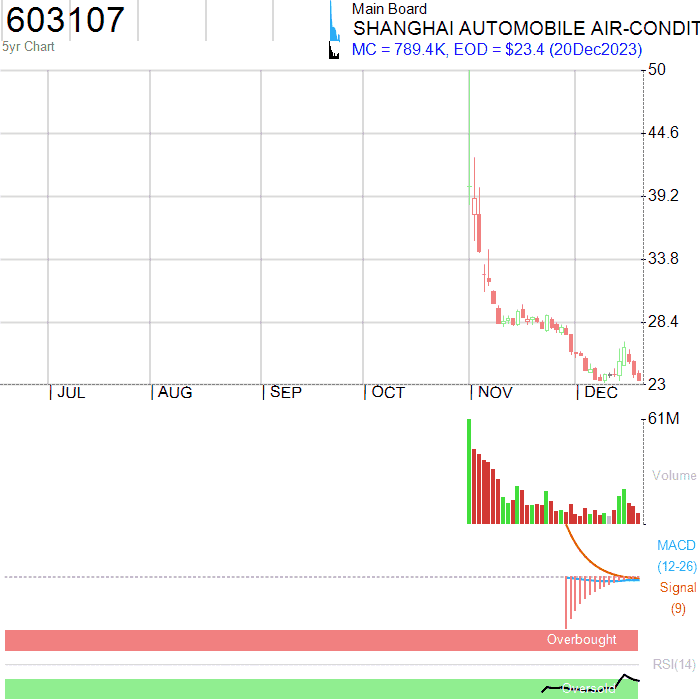 603107
5yr Chart
Main Board
SHANGHAI AUTOMOBILE AIR-CONDIT
MC = 789.4K, EOD = $23.4 (20Dec2023)
50
44.6
39.2
33.8
28.4
23
JUL
AUG
SEP
OCT
NOV
DEC
61M
Volume
MACD
(12-26)
Signal
(9)
Overbought
RSI(14)
Oversold